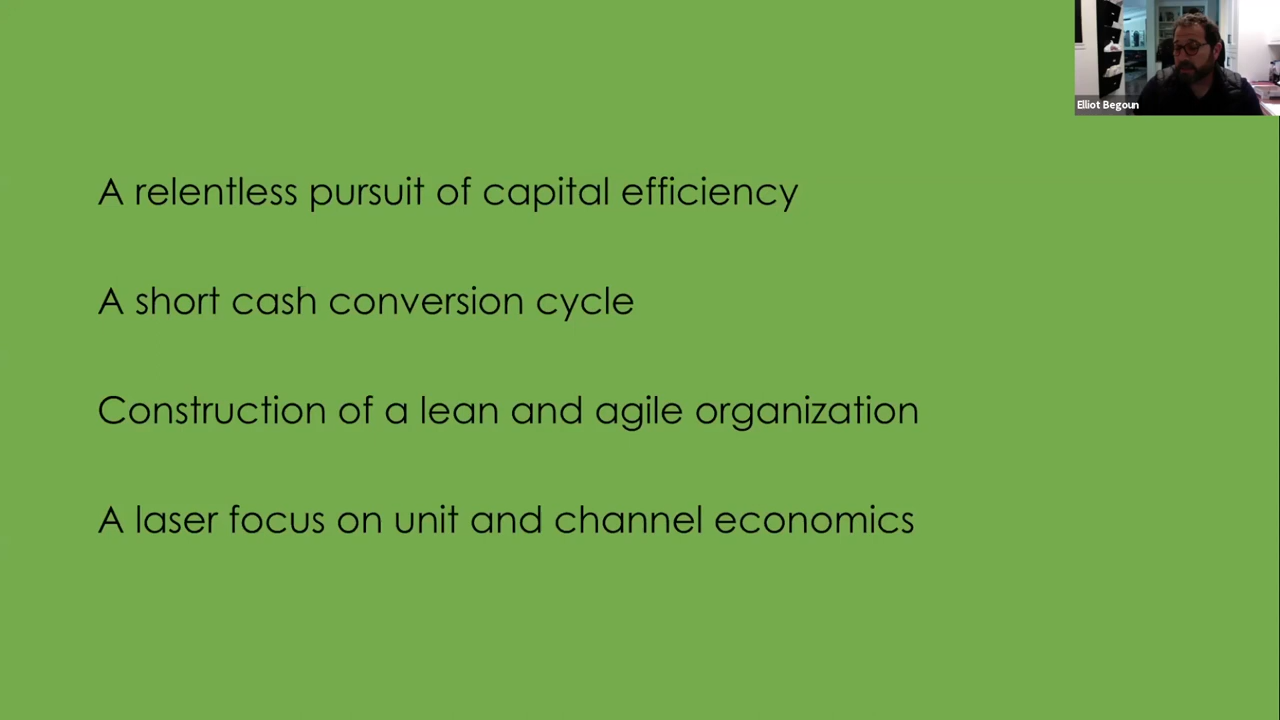 Elliot Begoun
A relentless pursuit of capital efficiency
A short cash conversion cycle
Construction of a lean and agile organization
A laser focus on unit and channel economics